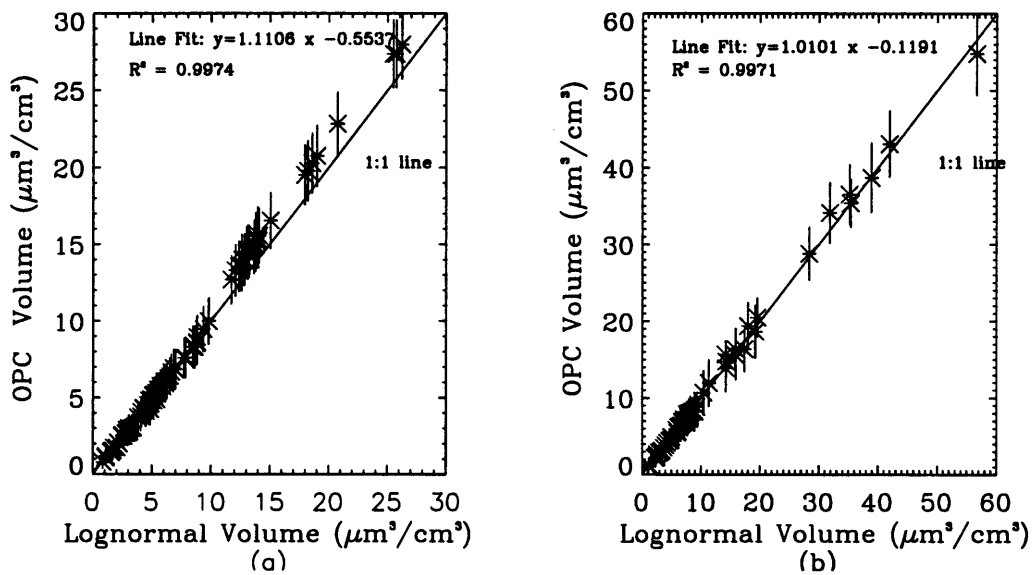 30
25
20
15
10
5
0
OPC Volume (μm³/cm³)
Line Fit: y=1.1106 x −0.5537
R² = 0.9974
1:1 line
0 5 10 15 20 25 30
Lognormal Volume (μm³/cm³)
(a)
60
50
40
30
20
10
0
OPC Volume (μm³/cm³)
Line Fit: y=1.0101 x −0.1191
R² = 0.9971
1:1 line
0 10 20 30 40 50 60
Lognormal Volume (μm³/cm³)
(b)